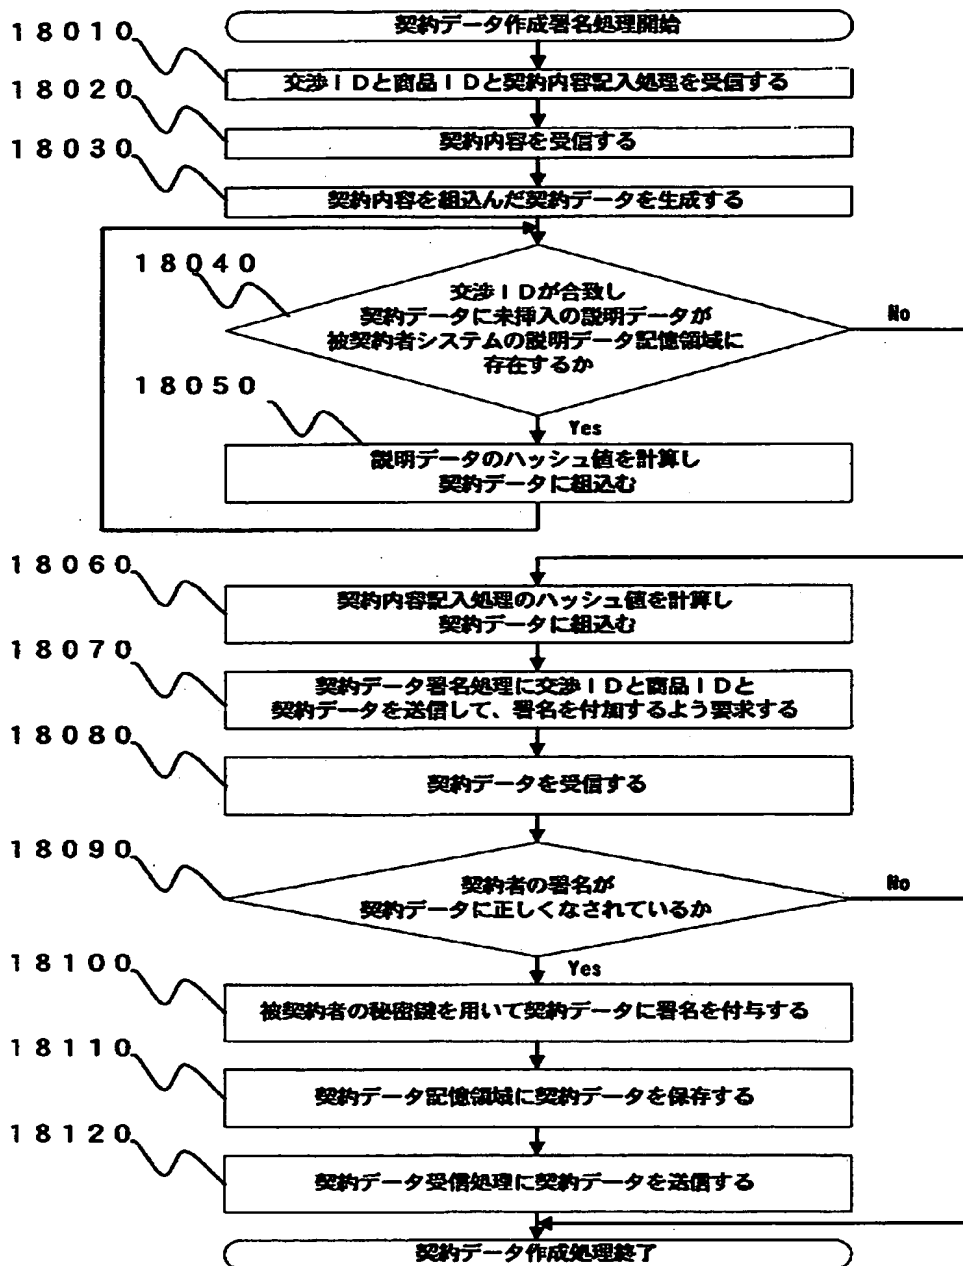 契約データ作成署名処理開始
18010
交渉IDと商品IDと契約内容記入処理を受信する
18020
契約内容を受信する
18030
契約内容を組込んだ契約データを生成する
18040
交渉IDが合致し
契約データに未挿入の説明データが
被契約者システムの説明データ記憶領域に
存在するか
No
18050
Yes
説明データのハッシュ値を計算し
契約データに組込む
18060
契約内容記入処理のハッシュ値を計算し
契約データに組込む
18070
契約データ署名処理に交渉IDと商品IDと
契約データを送信して、署名を付加するよう要求する
18080
契約データを受信する
18090
契約者の署名が
契約データに正しくなされているか
No
Yes
18100
被契約者の秘密鍵を用いて契約データに署名を付与する
18110
契約データ記憶領域に契約データを保存する
18120
契約データ受信処理に契約データを送信する
契約データ作成処理終了